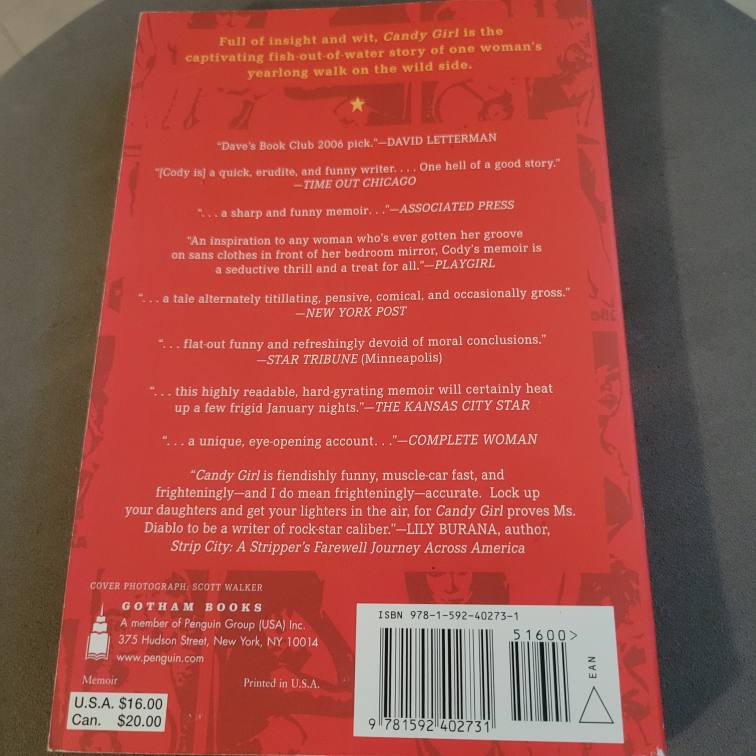 Full of insight and wit, Candy Girl is the
captivating fish-out-of-water story of one woman's
yearlong walk on the wild side.
"Dave's Book Club 2006 pick."—DAVID LETTERMAN
"[Cody is] a quick, erudite, and funny writer. . . . One hell of a good story."
—TIME OUT CHICAGO
". . . a sharp and funny memoir. . ."—ASSOCIATED PRESS
"An inspiration to any woman who's ever gotten her groove
on sans clothes in front of her bedroom mirror, Cody's memoir is
a seductive thrill and a treat for all."—PLAYGIRL
". . . a tale alternately titillating, pensive, comical, and occasionally gross."
—NEW YORK POST
". . . flat-out funny and refreshingly devoid of moral conclusions."
—STAR TRIBUNE (Minneapolis)
". . . this highly readable, hard-gyrating memoir will certainly heat
up a few frigid January nights."—THE KANSAS CITY STAR
". . . a unique, eye-opening account. . ."—COMPLETE WOMAN
"Candy Girl is fiendishly funny, muscle-car fast, and
frighteningly—and I do mean frighteningly—accurate. Lock up
your daughters and get your lighters in the air, for Candy Girl proves Ms.
Diablo to be a writer of rock-star caliber."—LILY BURANA, author,
Strip City: A Stripper's Farewell Journey Across America
COVER PHOTOGRAPH: SCOTT WALKER
GOTHAM BOOKS
A member of Penguin Group (USA) Inc.
375 Hudson Street, New York, NY 10014
www.penguin.com
Memoir
Printed in U.S.A.
U.S.A. $16.00
Can. $20.00
ISBN 978-1-592-40273-1
51600>
EAN
9 781592 402731